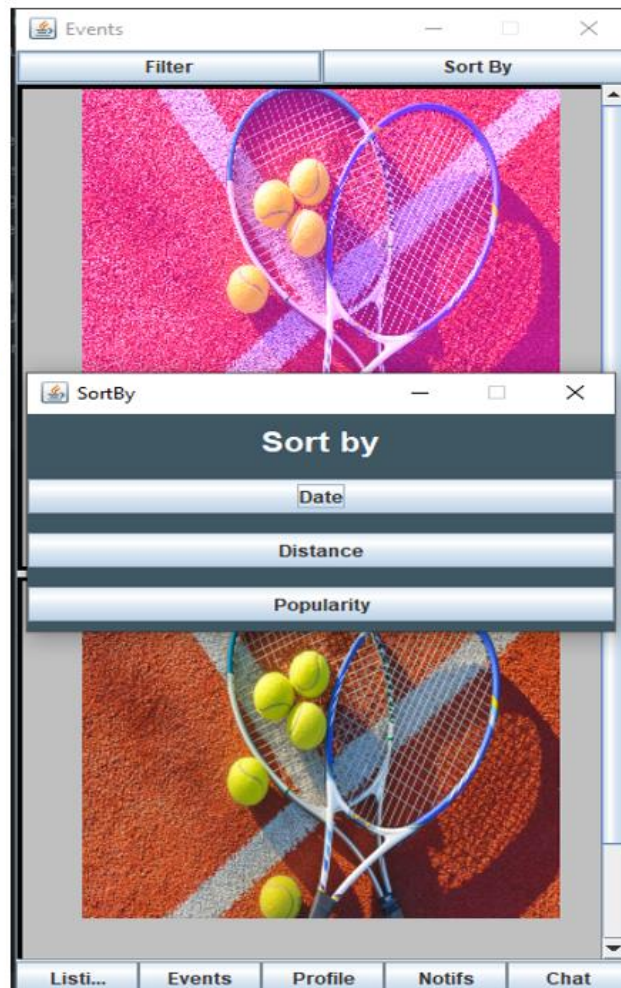 Events
Filter
Sort By
SortBy
Sort by
Date
Distance
Popularity
Listi...
Events
Profile
Notifs
Chat